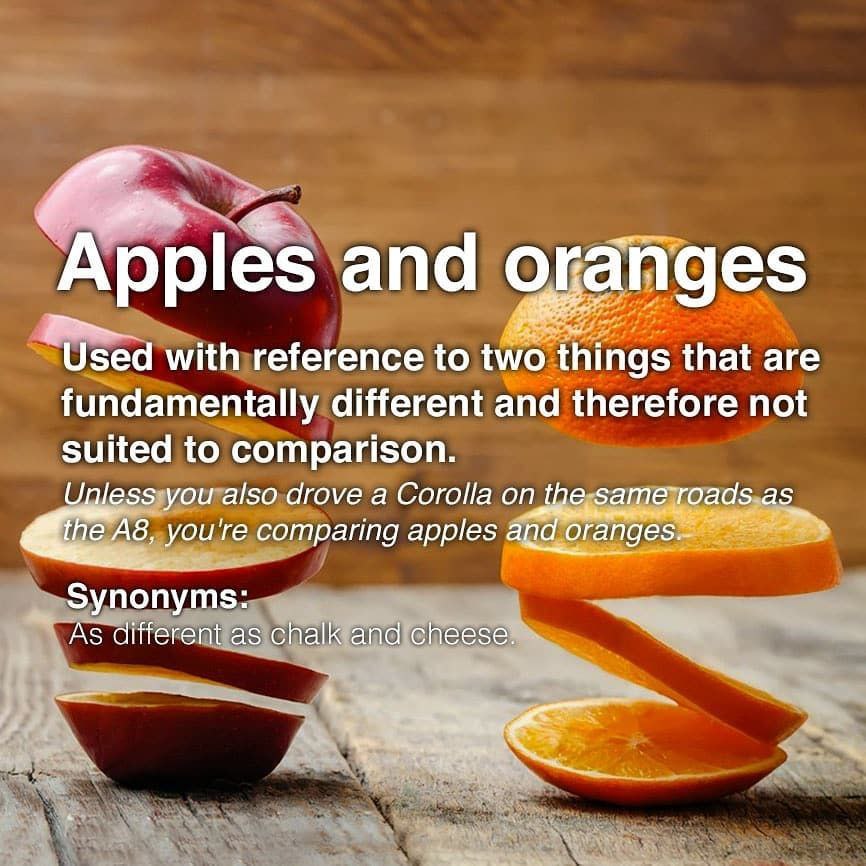 Apples and oranges
Used with reference to two things that are
fundamentally different and therefore not
suited to comparison.
Unless you also drove a Corolla on the same roads as
the A8, you're comparing apples and oranges.
Synonyms:
As different as chalk and cheese.